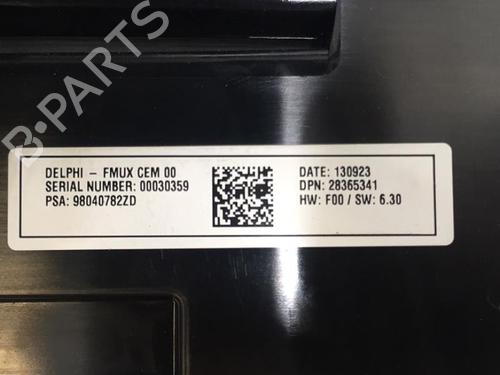 B-PARTS
DELPHI - FMUX CEM 00
SERIAL NUMBER: 00030359
PSA: 98040782ZD
DATE: 130923
DPN: 28365341
HW: F00 / SW: 6.30